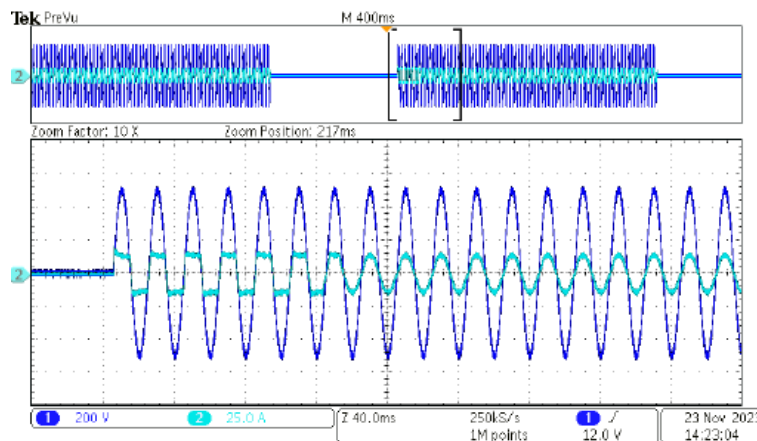 Tek PreVu M 400ms
2
Zoom Factor: 10 X Zoom Position: 217ms
2
1 200 V 2 25.0 A Z 40.0ms 250kS/s 1 ∫ 23 Nov 2023
1M points 12.0 V 14:23:04